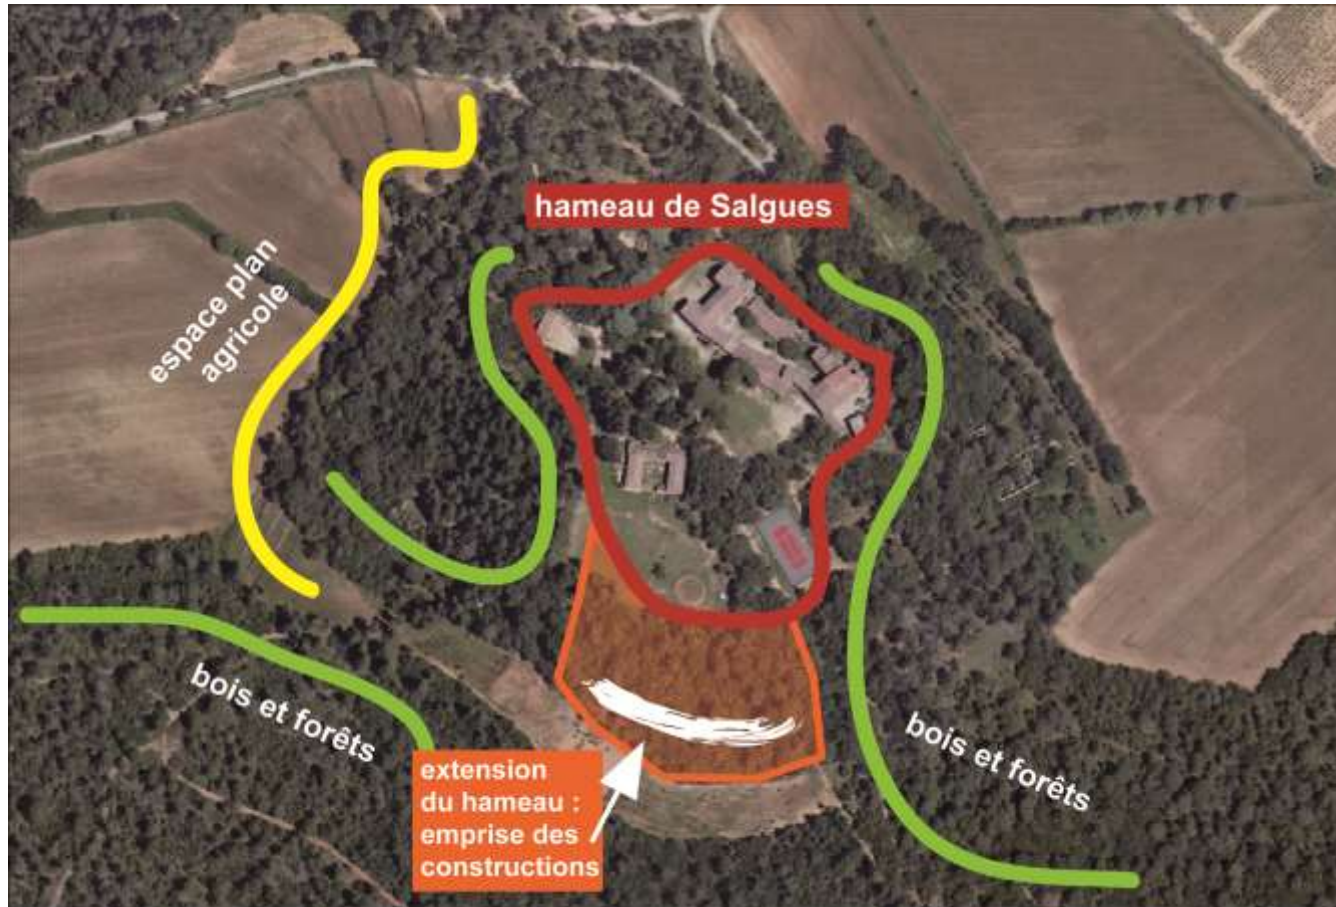 hameau de Salgues
espace plan
agricole
bois et forêts
bois et forêts
extension
du hameau :
emprise des
constructions